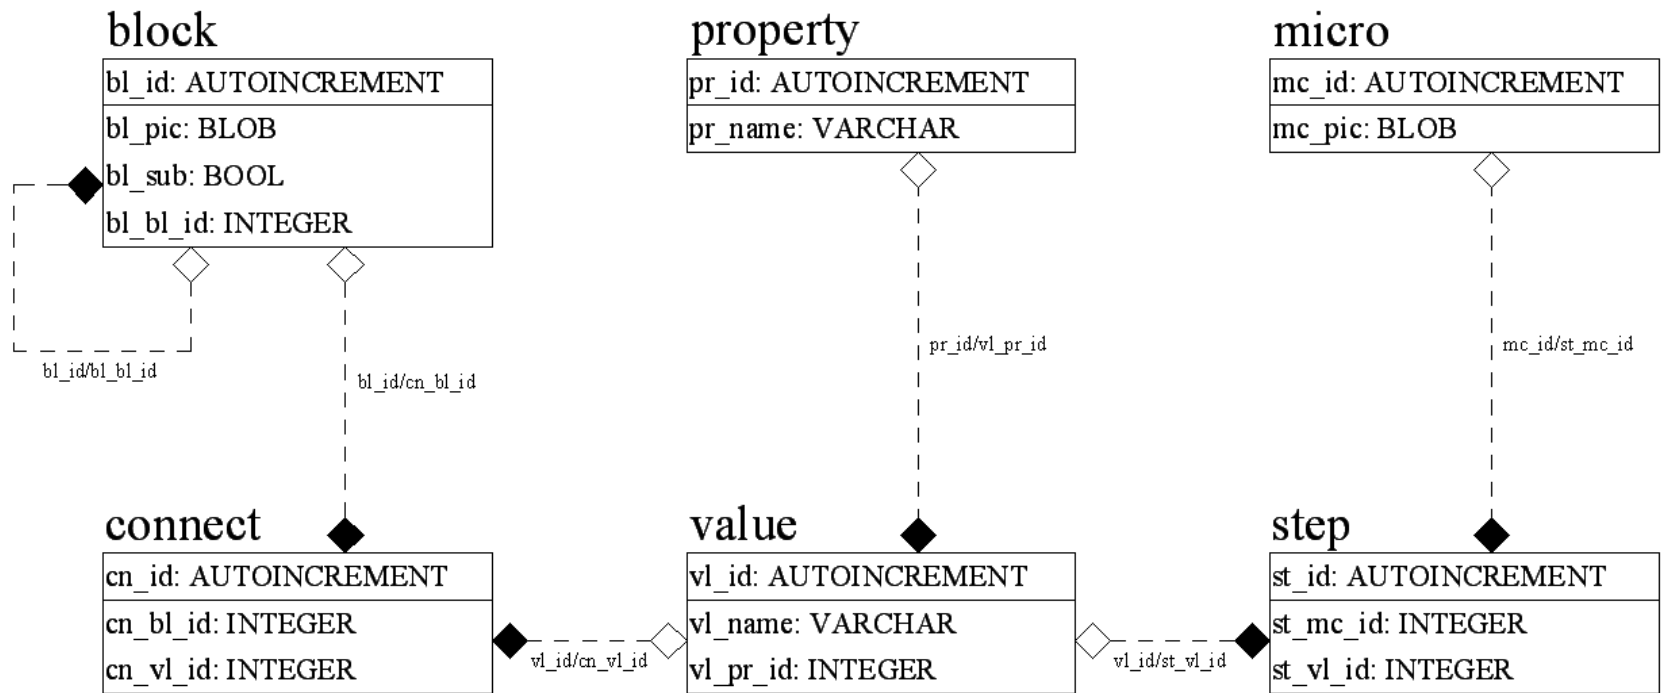 block
bl_id: AUTOINCREMENT
bl_pic: BLOB
bl_sub: BOOL
bl_bl_id: INTEGER
property
pr_id: AUTOINCREMENT
pr_name: VARCHAR
micro
mc_id: AUTOINCREMENT
mc_pic: BLOB
bl_id/bl_bl_id
bl_id/cn_bl_id
pr_id/vl_pr_id
mc_id/st_mc_id
connect
cn_id: AUTOINCREMENT
cn_bl_id: INTEGER
cn_vl_id: INTEGER
vl_id/cn_vl_id
value
vl_id: AUTOINCREMENT
vl_name: VARCHAR
vl_pr_id: INTEGER
vl_id/st_vl_id
step
st_id: AUTOINCREMENT
st_mc_id: INTEGER
st_vl_id: INTEGER